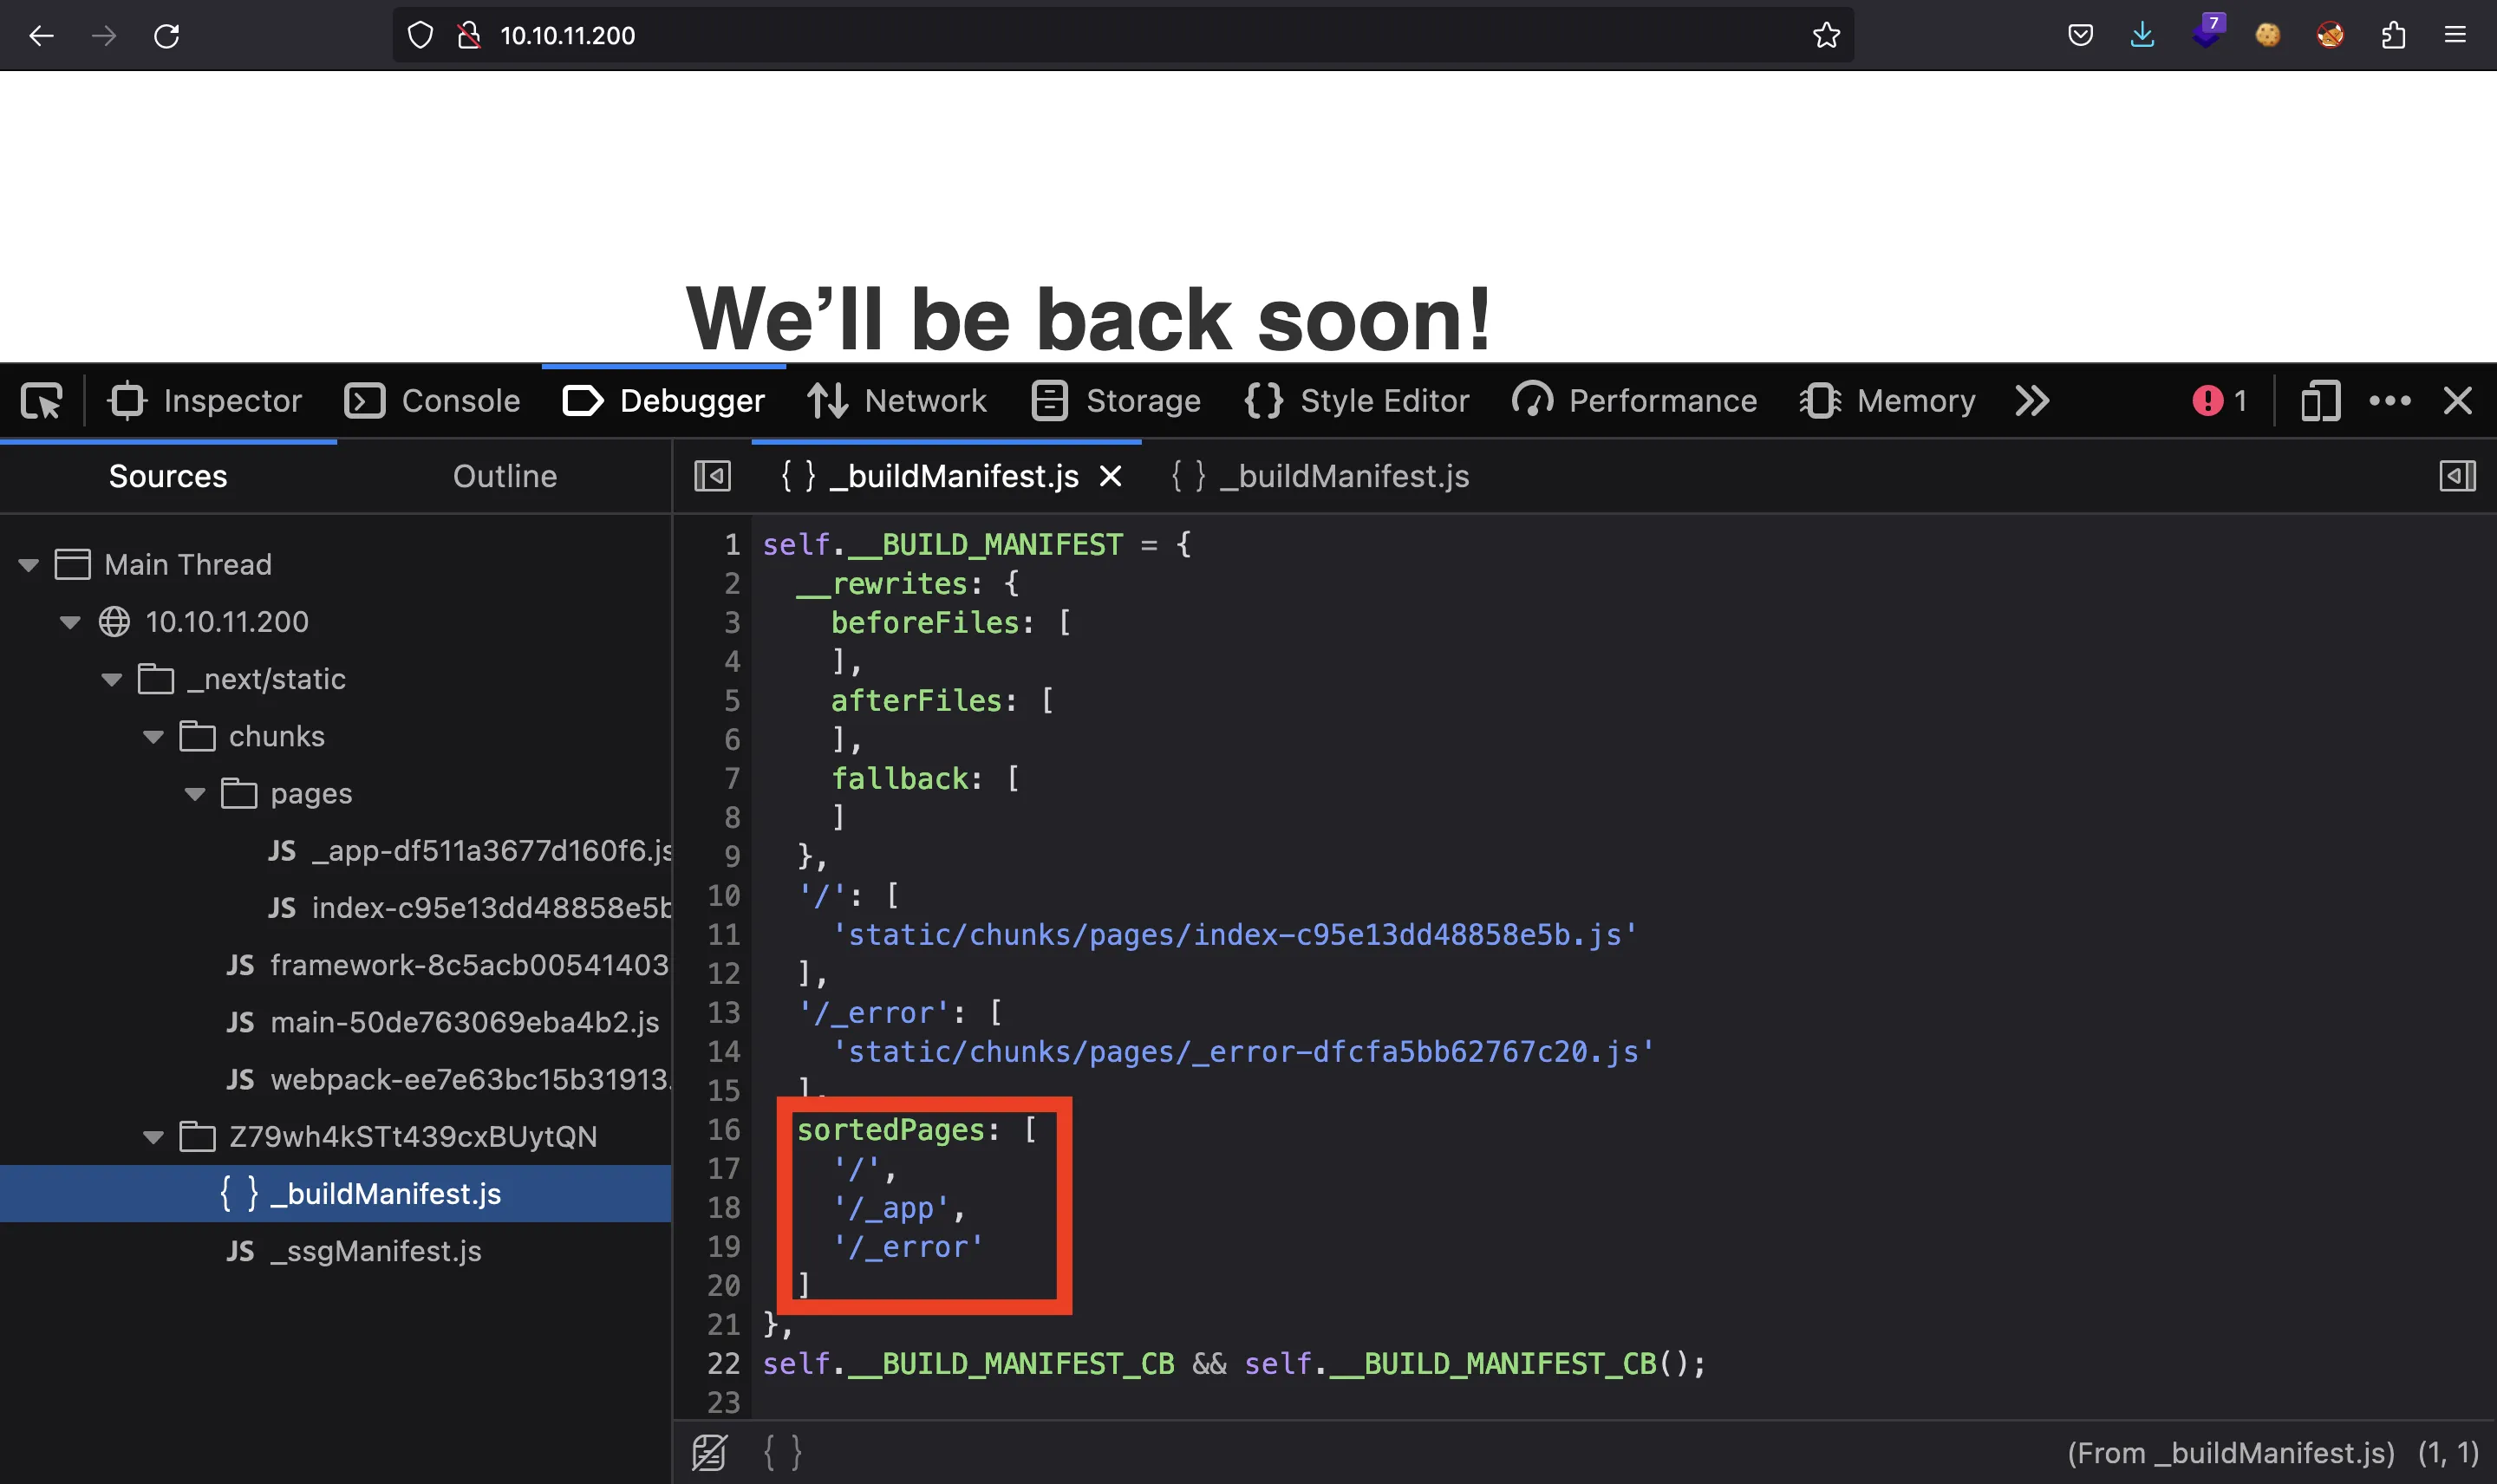 10.10.11.200
7
We’ll be back soon!
Inspector
Console
Debugger
Network
Storage
Style Editor
Performance
Memory
1
Sources
Outline
{ } _buildManifest.js
{ } _buildManifest.js
Main Thread
10.10.11.200
_next/static
chunks
pages
JS _app-df511a3677d160f6.js
JS index-c95e13dd48858e5b
JS framework-8c5acb00541403
JS main-50de763069eba4b2.js
JS webpack-ee7e63bc15b31913.
Z79wh4kSTt439cxBUytQN
{ } _buildManifest.js
JS _ssgManifest.js
1 self.__BUILD_MANIFEST = {
2 __rewrites: {
3 beforeFiles: [
4 ],
5 afterFiles: [
6 ],
7 fallback: [
8 ]
9 },
10 '/': [
11 'static/chunks/pages/index-c95e13dd48858e5b.js'
12 ],
13 '/_error': [
14 'static/chunks/pages/_error-dfcfa5bb62767c20.js'
15 ],
16 sortedPages: [
17 '/',
18 '/_app',
19 '/_error'
20 ]
21 },
22 self.__BUILD_MANIFEST_CB && self.__BUILD_MANIFEST_CB();
23
{ }
(From _buildManifest.js) (1, 1)